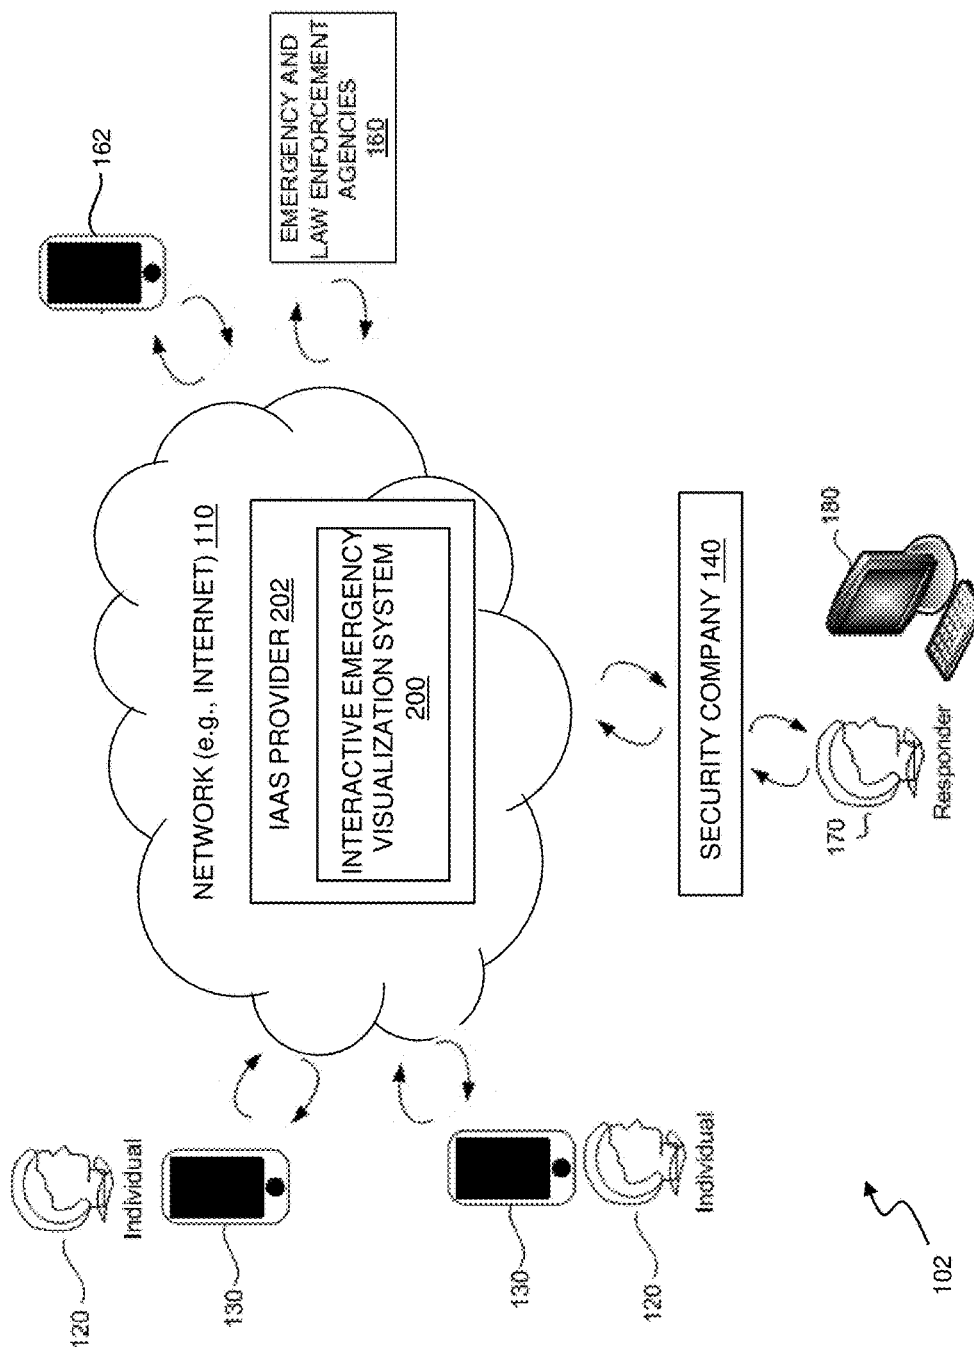 162
EMERGENCY AND
LAW ENFORCEMENT
AGENCIES
160
NETWORK (e.g., INTERNET) 110
IAAS PROVIDER 202
INTERACTIVE EMERGENCY
VISUALIZATION SYSTEM
200
120
Individual
130
130
120
Individual
SECURITY COMPANY 140
180
170
Responder
102